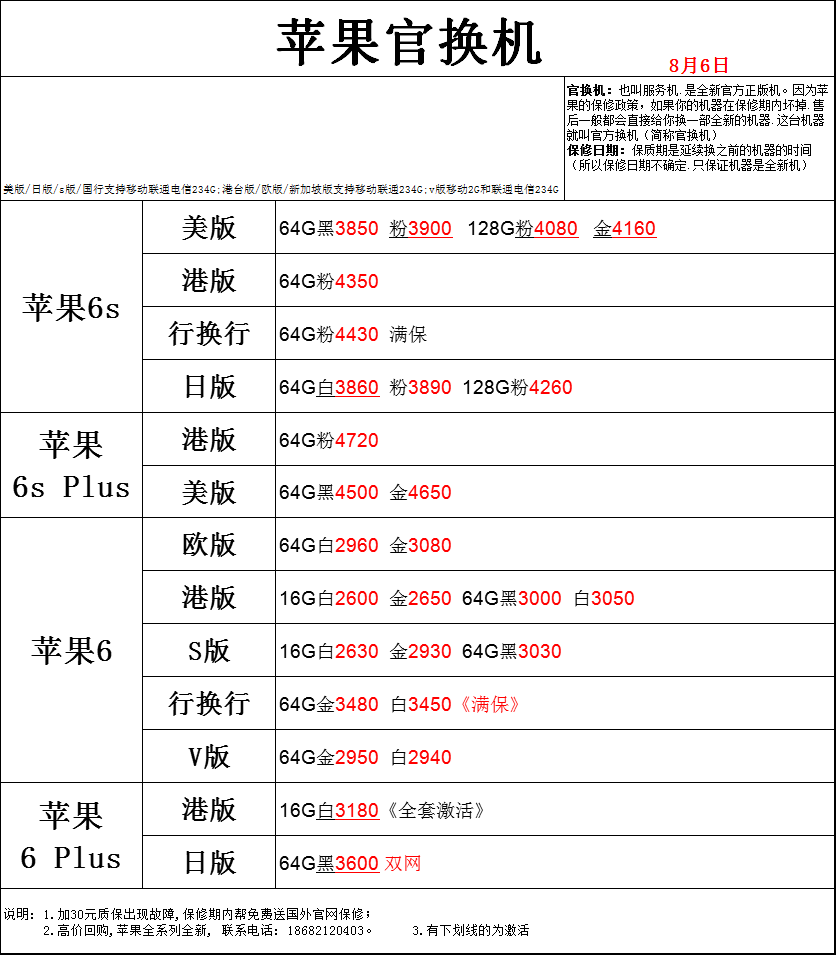 苹果官换机
8月6日
官换机：也叫服务机.是全新官方正版机。因为苹
果的保修政策，如果你的机器在保修期内坏掉.售
后一般都会直接给你换一部全新的机器.这台机器
就叫官方换机（简称官换机）
保修日期：保质期是延续换之前的机器的时间
（所以保修日期不确定.只保证机器是全新机）
美版/日版/s版/国行支持移动联通电信234G;港台版/欧版/新加坡版支持移动联通234G;v版移动2G和联通电信234G
苹果6s
美版
64G黑3850 粉3900 128G粉4080 金4160
港版
64G粉4350
行换行
64G粉4430 满保
日版
64G白3860 粉3890 128G粉4260
苹果
6s Plus
港版
64G粉4720
美版
64G黑4500 金4650
苹果6
欧版
64G白2960 金3080
港版
16G白2600 金2650 64G黑3000 白3050
S版
16G白2630 金2930 64G黑3030
行换行
64G金3480 白3450《满保》
V版
64G金2950 白2940
苹果
6 Plus
港版
16G白3180《全套激活》
日版
64G黑3600 双网
说明：1.加30元质保出现故障,保修期内帮免费送国外官网保修；
2.高价回购,苹果全系列全新, 联系电话：18682120403。 3.有下划线的为激活